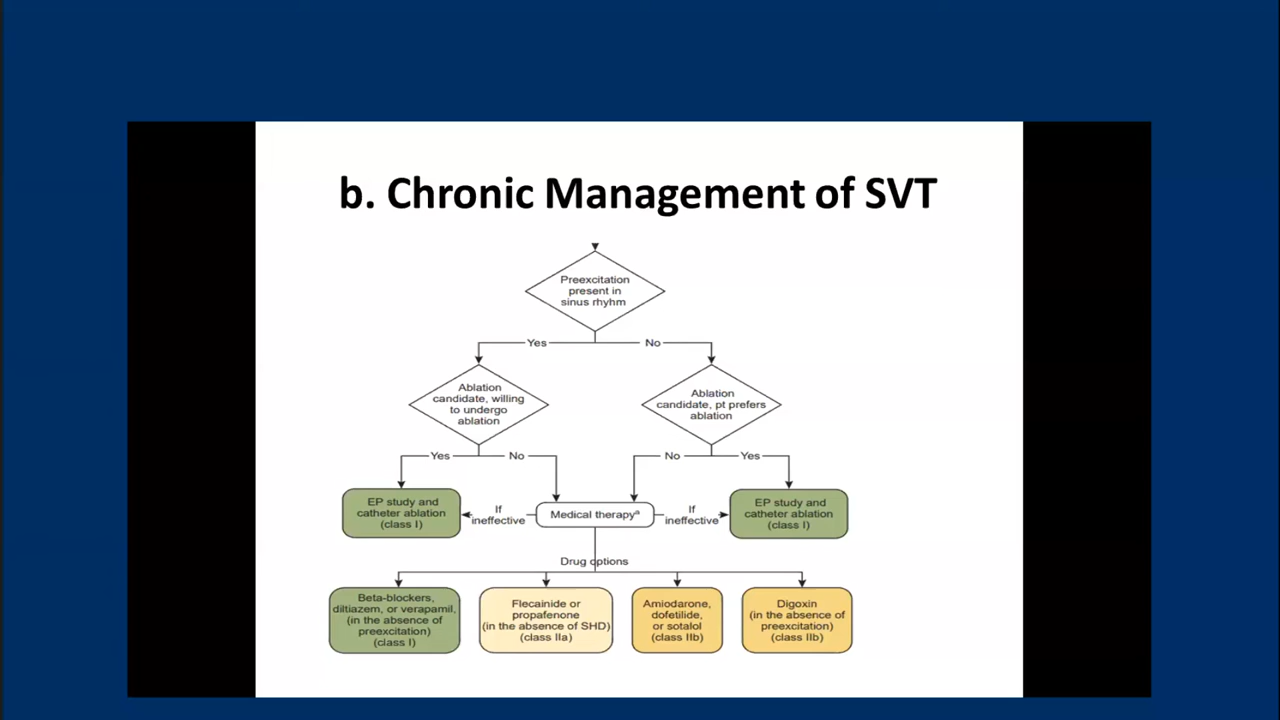 b. Chronic Management of SVT
Preexcitation
present in
sinus rhyhm
Yes
No
Ablation
candidate, willing
to undergo
ablation
Ablation
candidate, pt prefers
ablation
Yes
No
No
Yes
EP study and
catheter ablation
(class I)
If
ineffective
Medical therapyᵃ
If
ineffective
EP study and
catheter ablation
(class I)
Drug options
Beta-blockers,
diltiazem, or verapamil,
(in the absence of
preexcitation)
(class I)
Flecainide or
propafenone
(in the absence of SHD)
(class IIa)
Amiodarone,
dofetilide,
or sotalol
(class IIb)
Digoxin
(in the absence of
preexcitation)
(class IIb)